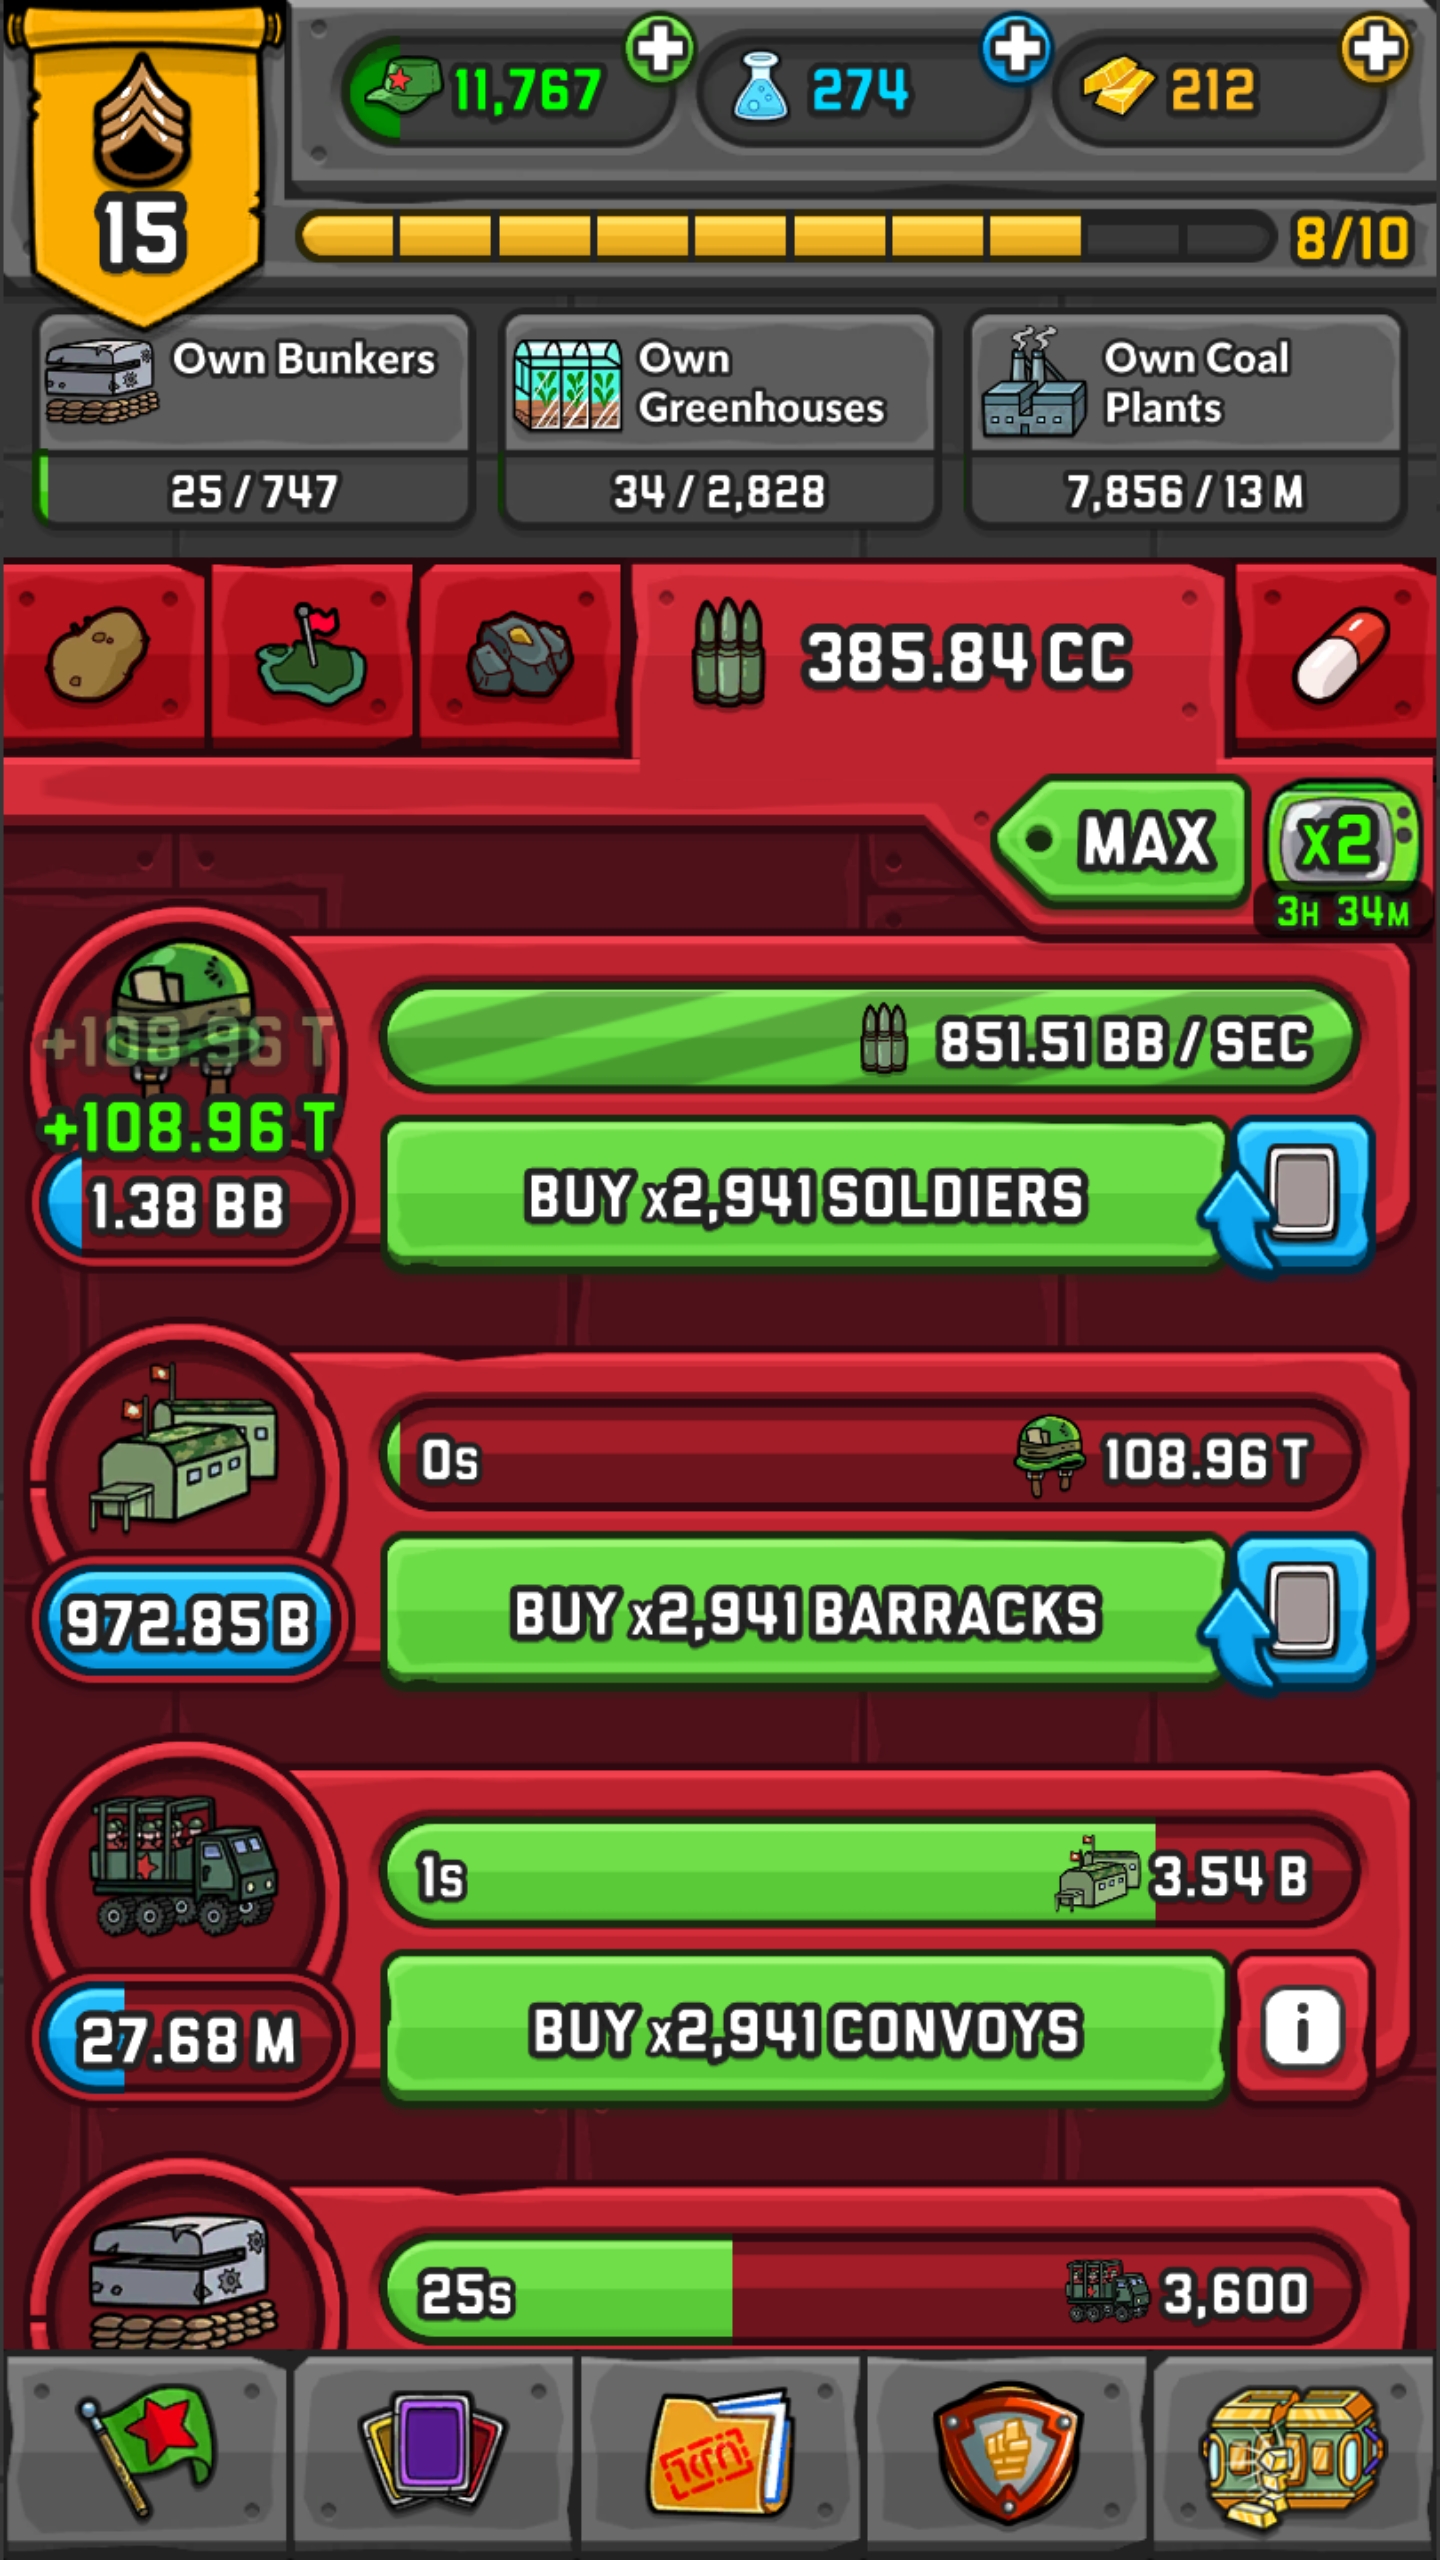 15
11,767
274
212
8/10
Own Bunkers
25 / 747
Own
Greenhouses
34 / 2,828
Own Coal
Plants
7,856 / 13 M
385.84 CC
MAX
x2
3H 34M
+108.96 T
+108.96 T
1.38 BB
851.51 BB / SEC
BUY x2,941 SOLDIERS
0s
108.96 T
972.85 B
BUY x2,941 BARRACKS
1s
3.54 B
27.68 M
BUY x2,941 CONVOYS
i
25s
3,600